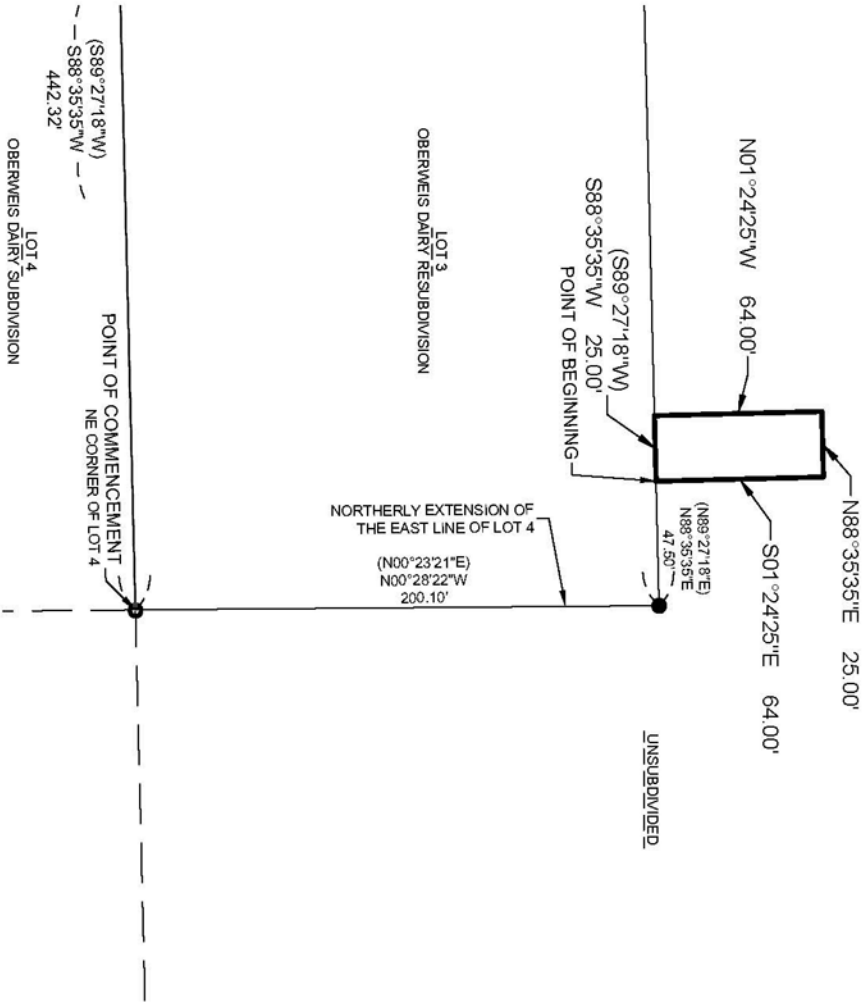 N01°24'25"W 64.00'
N88°35'35"E 25.00'
S01°24'25"E 64.00'
(S89°27'18"W)
S88°35'35"W 25.00'
POINT OF BEGINNING
(N89°27'18"E)
N88°35'35"E
47.50'
UNSUBDIVIDED
LOT 3
OBERWEIS DAIRY RESUBDIVISION
NORTHERLY EXTENSION OF
THE EAST LINE OF LOT 4
(N00°23'21"E)
N00°28'22"W
200.10'
(S89°27'18"W)
S88°35'35"W
442.32'
POINT OF COMMENCEMENT
NE CORNER OF LOT 4
LOT 4
OBERWEIS DAIRY SUBDIVISION